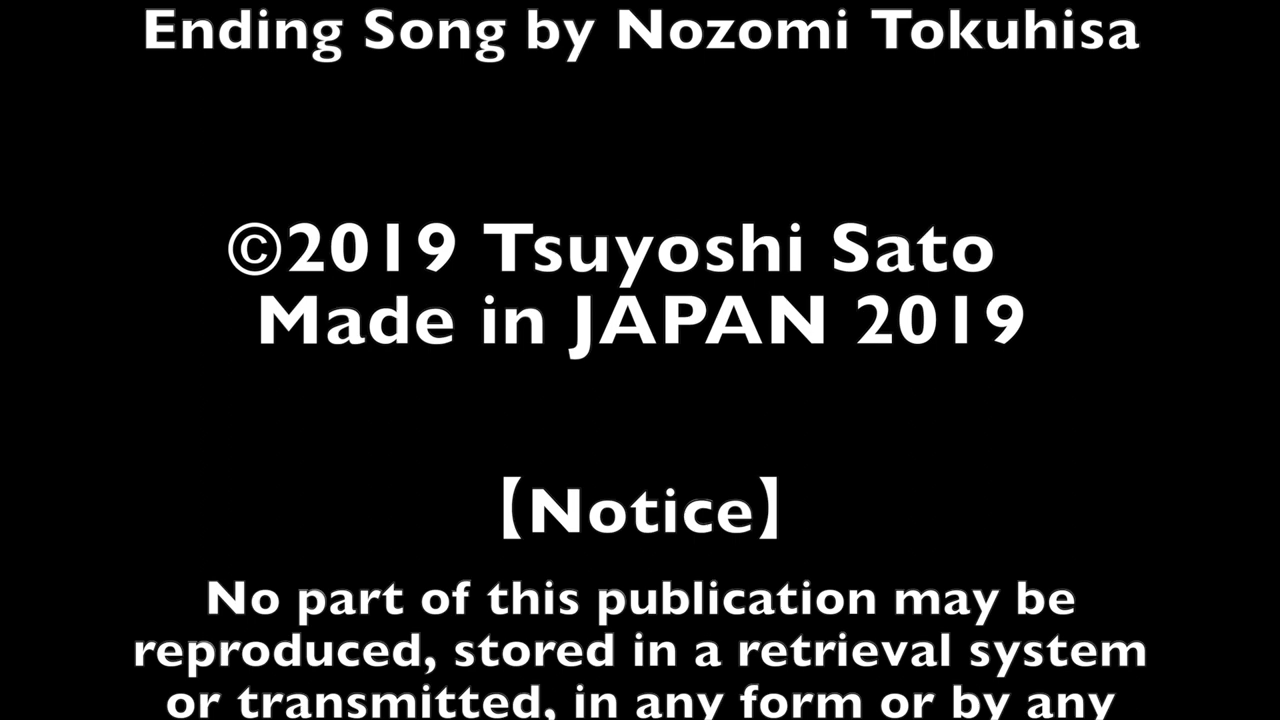 Ending Song by Nozomi Tokuhisa
©2019 Tsuyoshi Sato
Made in JAPAN 2019
【Notice】
No part of this publication may be
reproduced, stored in a retrieval system
or transmitted, in any form or by any